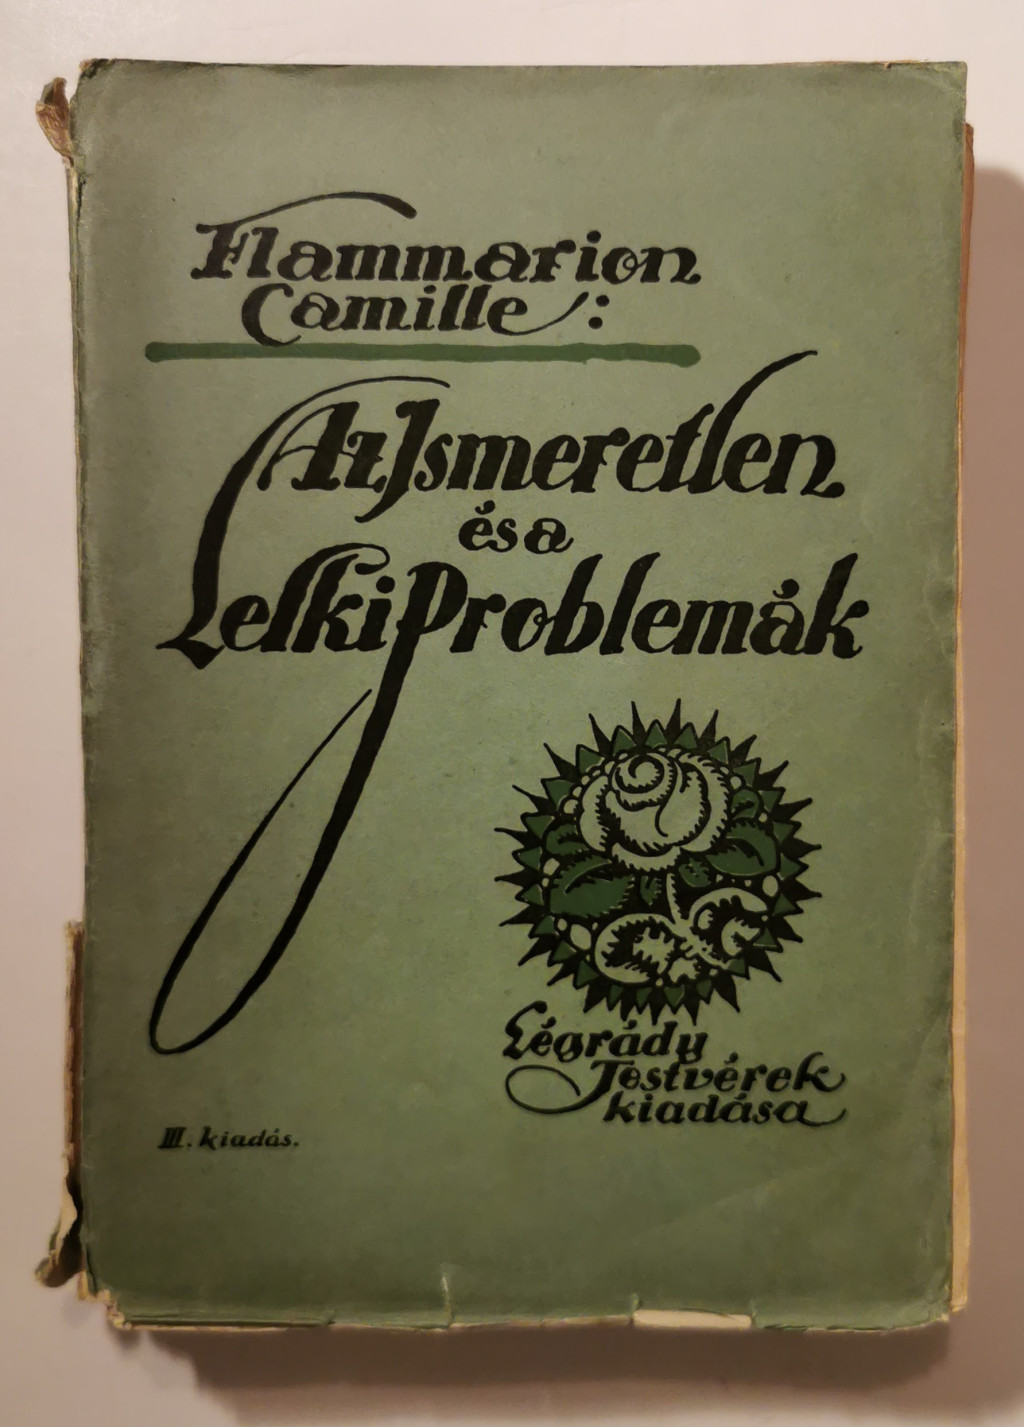 Flammarion
Camille:
Az Ismeretlen
és a
Lelki Problemák
Légrády
Testvérek
kiadása
III. kiadás.